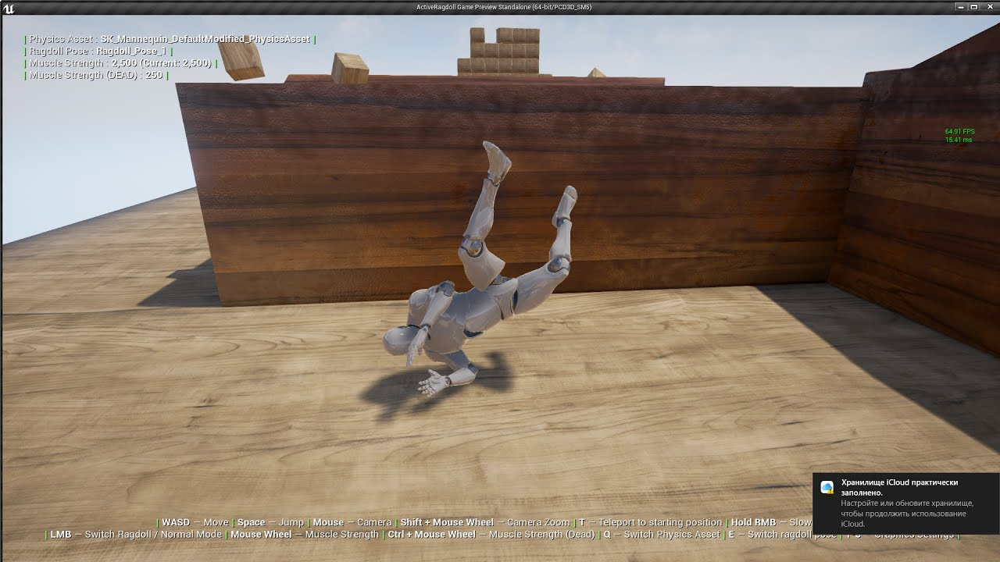 ActiveRagdoll Game Preview Standalone (64-bit/PCD3D_SM5)
| Physics Asset : SK_Mannequin_DefaultModified_PhysicsAsset |
| Ragdoll Pose : Ragdoll_Pose_1 |
| Muscle Strength : 2,500 (Current: 2,500) |
| Muscle Strength (DEAD) : 250 |
64.91 FPS
15.41 ms
Хранилище iCloud практически
заполнено.
Настройте или обновите хранилище,
чтобы продолжить использование
iCloud.
| WASD — Move | Space — Jump | Mouse — Camera | Shift + Mouse Wheel — Camera Zoom | T — Teleport to starting position | Hold RMB — Slow
| LMB — Switch Ragdoll / Normal Mode | Mouse Wheel — Muscle Strength | Ctrl + Mouse Wheel — Muscle Strength (Dead) | Q — Switch Physics Asset | E — Switch ragdoll pose | Graphics Settings |